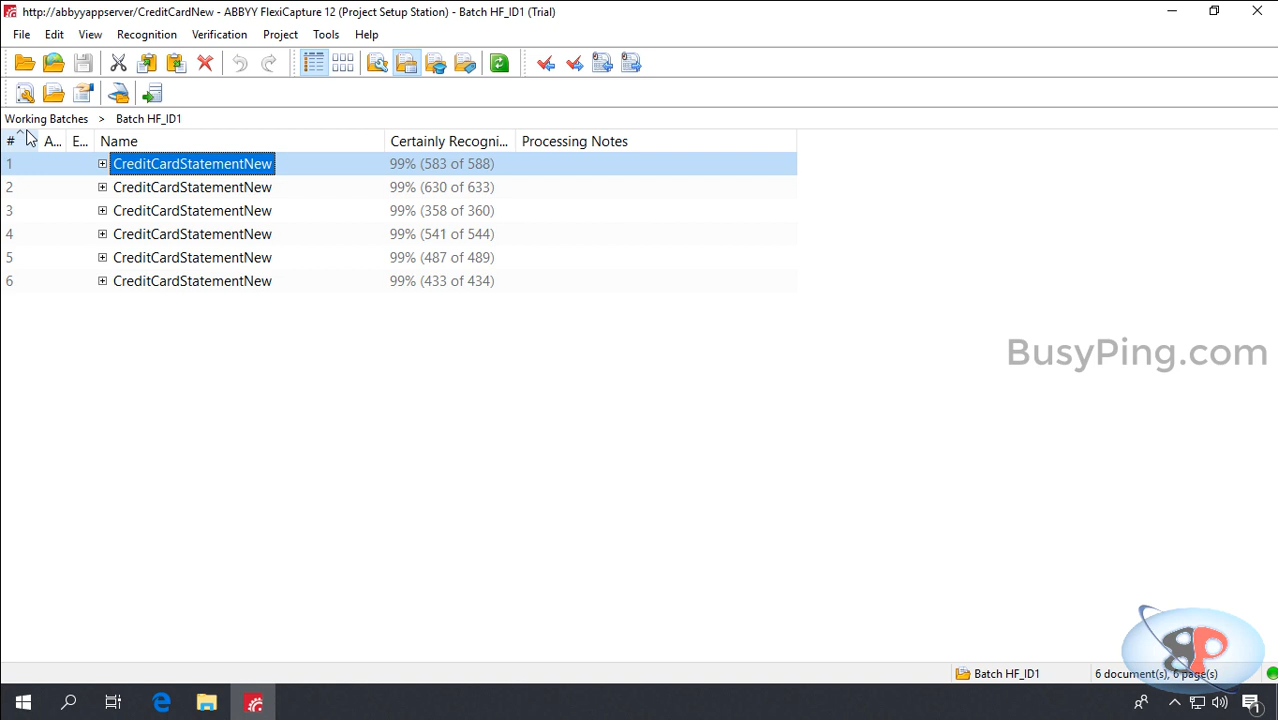 http://abbyyappserver/CreditCardNew - ABBYY FlexiCapture 12 (Project Setup Station) - Batch HF_ID1 (Trial)
File Edit View Recognition Verification Project Tools Help
Working Batches > Batch HF_ID1
# A... E... Name Certainly Recogni... Processing Notes
1 CreditCardStatementNew 99% (583 of 588)
2 CreditCardStatementNew 99% (630 of 633)
3 CreditCardStatementNew 99% (358 of 360)
4 CreditCardStatementNew 99% (541 of 544)
5 CreditCardStatementNew 99% (487 of 489)
6 CreditCardStatementNew 99% (433 of 434)
BusyPing.com
Batch HF_ID1 6 document(s), 6 page(s)
1